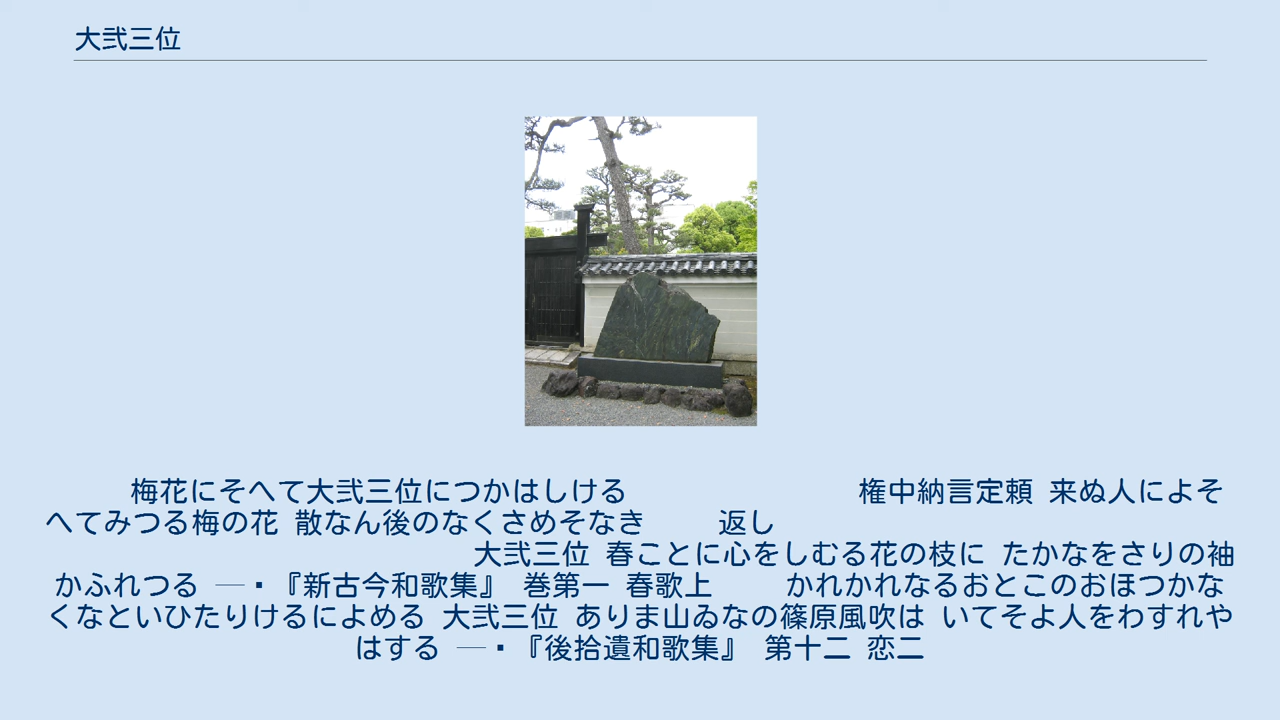 大弐三位
梅花にそへて大弐三位につかはしける 権中納言定頼 来ぬ人によそ
へてみつる梅の花 散なん後のなくさめそなき 返し
大弐三位 春ことに心をしむる花の枝に たかなをさりの袖
かふれつる ―・『新古今和歌集』 巻第一 春歌上 かれかれなるおとこのおほつかな
くなといひたりけるによめる 大弐三位 ありま山ゐなの篠原風吹は いてそよ人をわすれや
はする ―・『後拾遺和歌集』 第十二 恋二